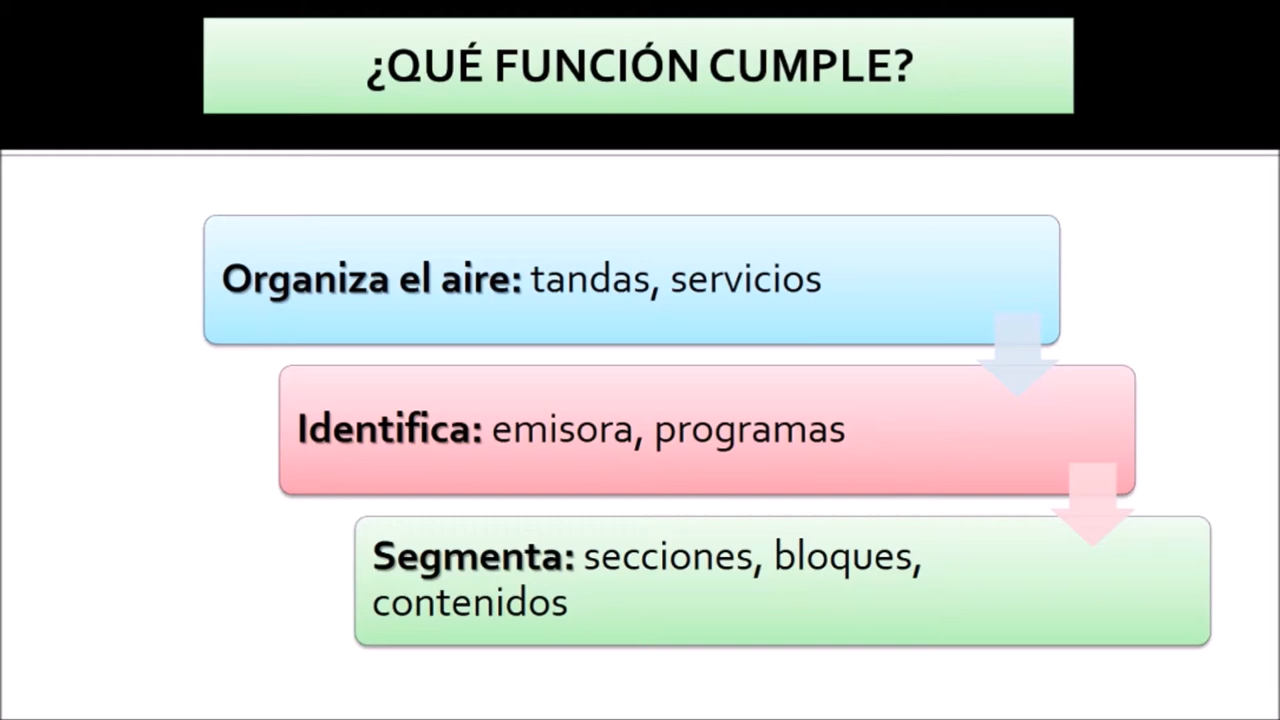 ¿QUÉ FUNCIÓN CUMPLE?
Organiza el aire: tandas, servicios
Identifica: emisora, programas
Segmenta: secciones, bloques,
contenidos